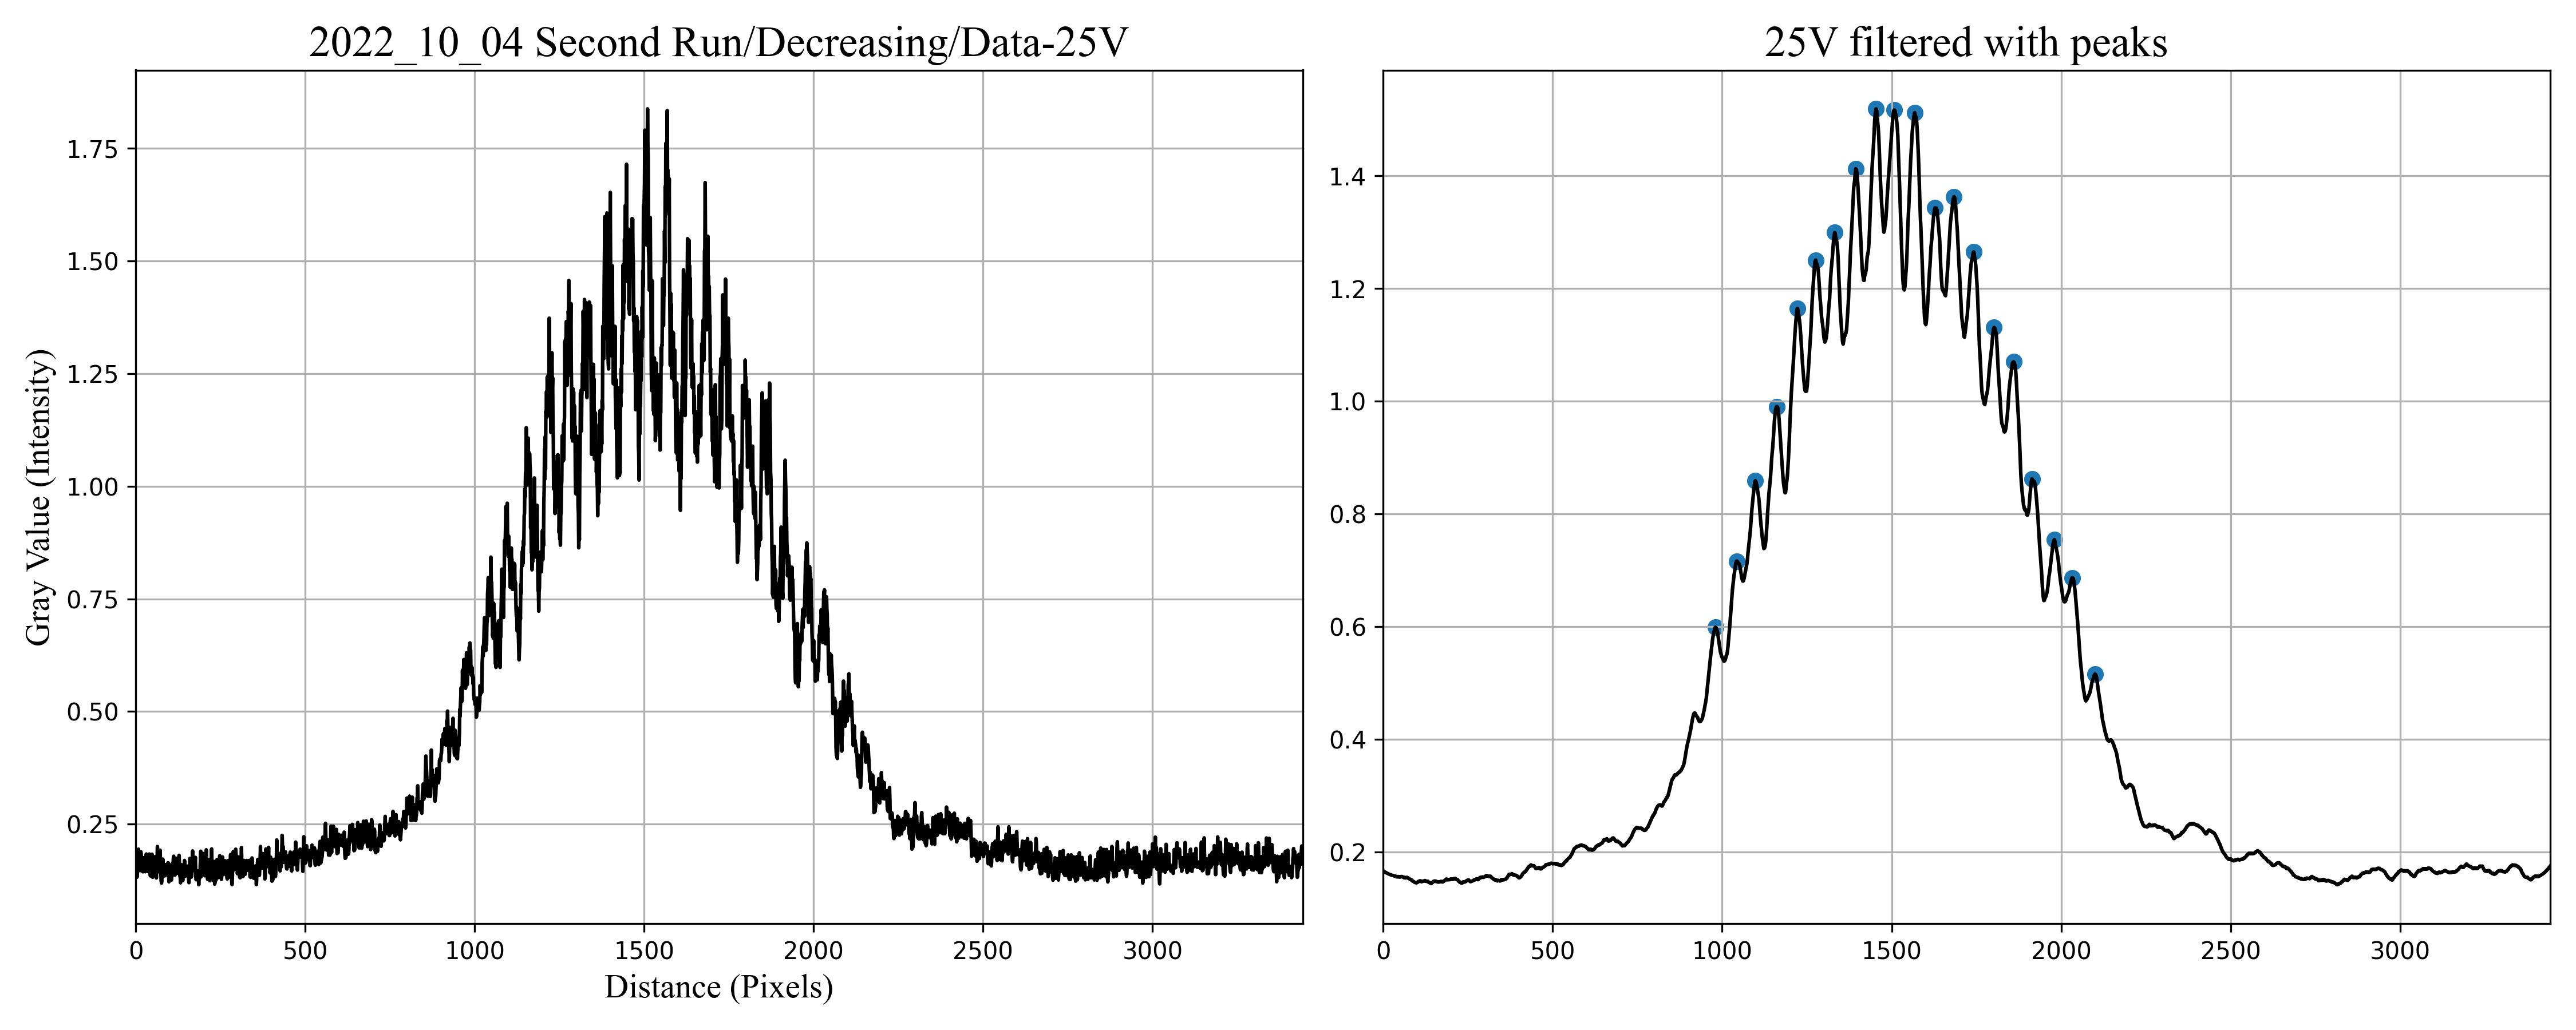 2022_10_04 Second Run/Decreasing/Data-25V
Gray Value (Intensity)
1.75
1.50
1.25
1.00
0.75
0.50
0.25
0 500 1000 1500 2000 2500 3000
Distance (Pixels)
25V filtered with peaks
1.4
1.2
1.0
0.8
0.6
0.4
0.2
0 500 1000 1500 2000 2500 3000